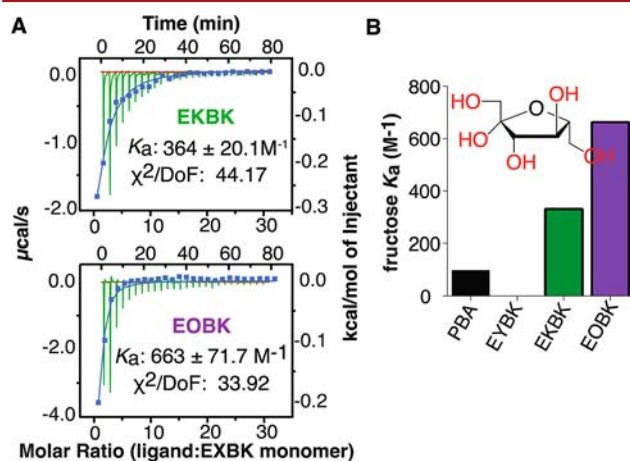 A
Time (min)
0 20 40 60 80
0.0
-1.0
-2.0
0.0
-0.1
-0.2
-0.3
EKBK
Ka: 364 ± 20.1M-1
χ²/DoF: 44.17
0 10 20 30
0 20 40 60 80
0.0
-2.0
-4.0
0.0
-0.1
-0.2
EOBK
Ka: 663 ± 71.7 M-1
χ²/DoF: 33.92
0 10 20 30
μcal/s
kcal/mol of Injectant
Molar Ratio (ligand:EXBK monomer)
B
fructose Ka (M-1)
800
600
400
200
0
HO
O
OH
HO
OH
OH
PBA
EYBK
EKBK
EOBK